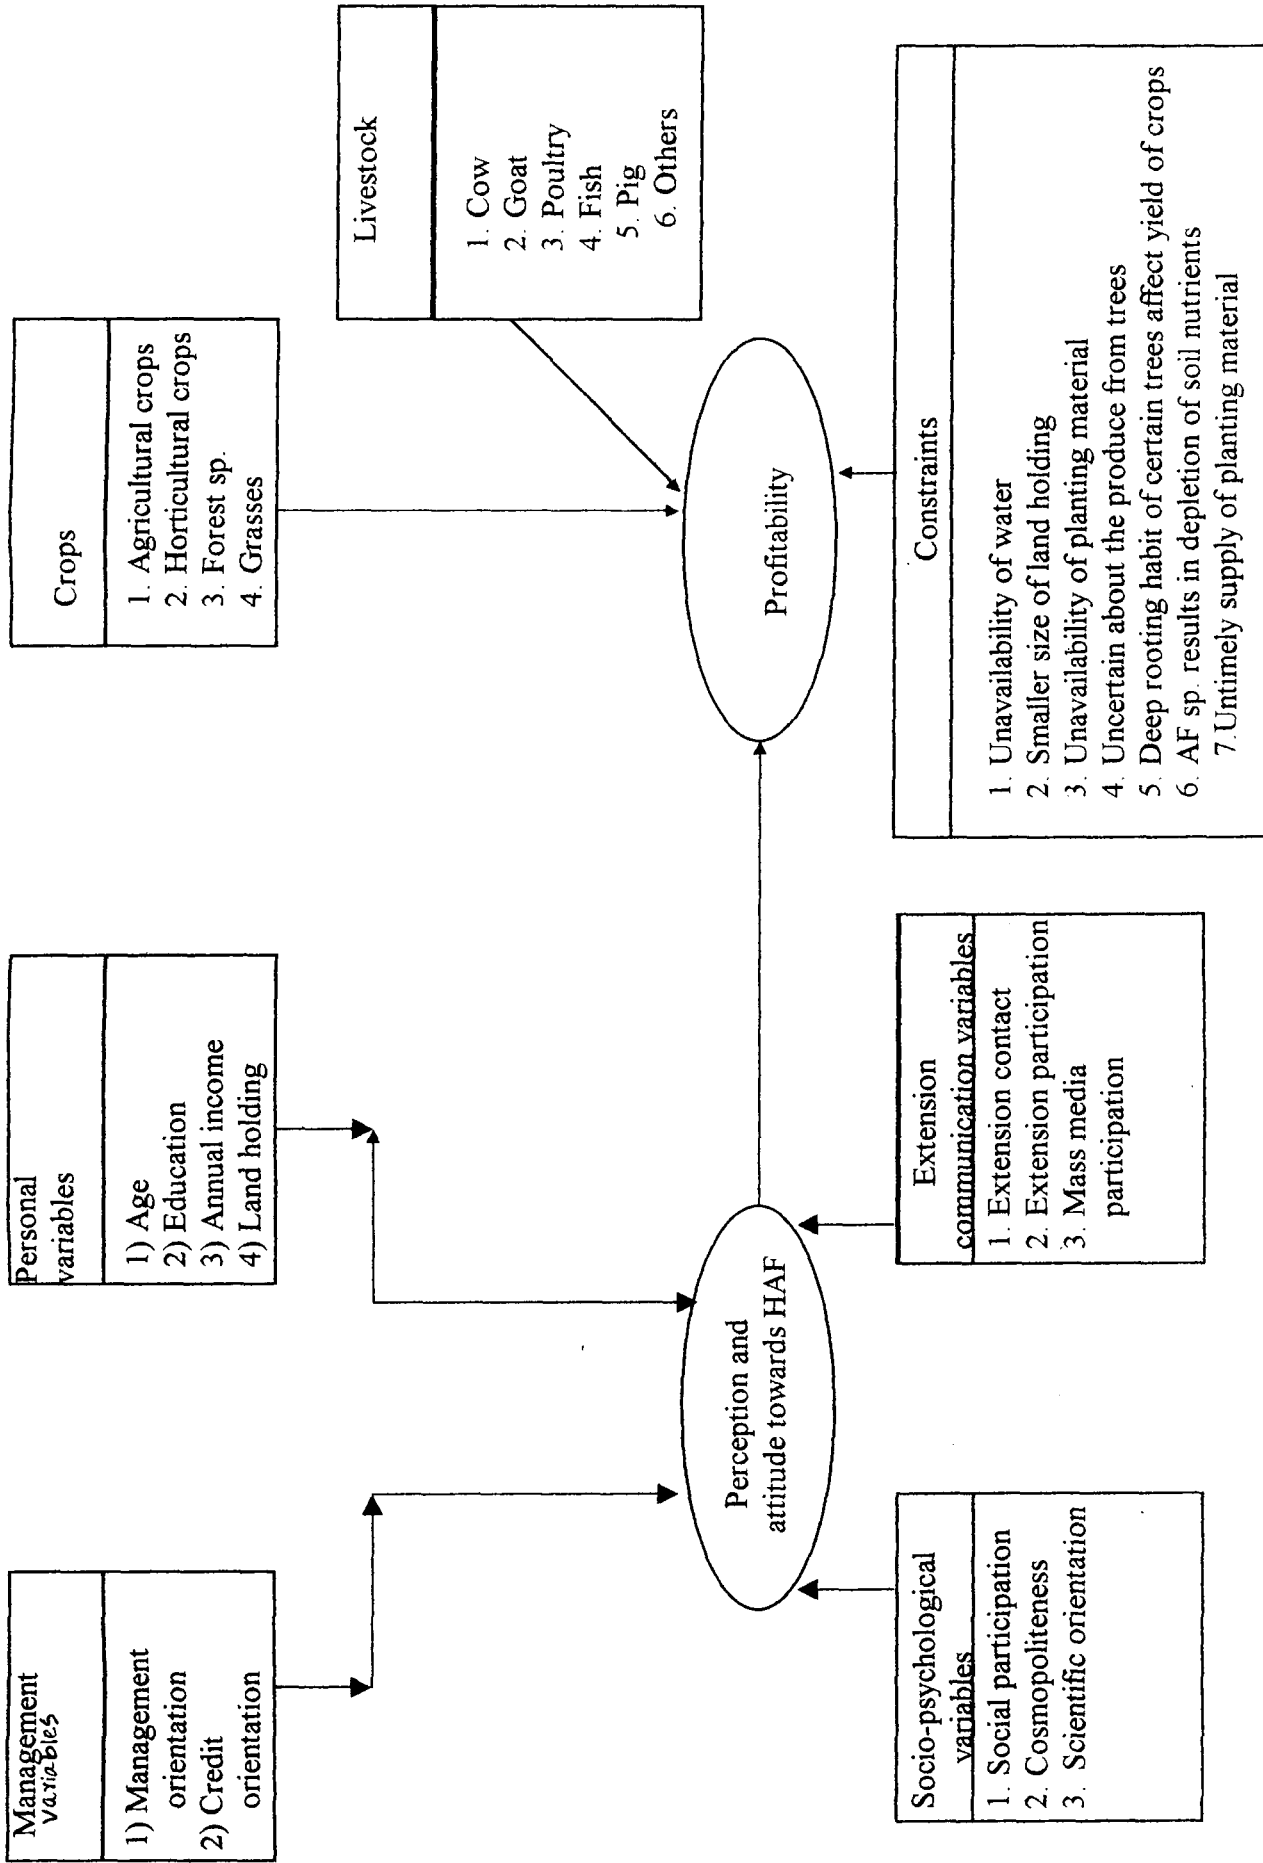 Management
variables
1) Management
orientation
2) Credit
orientation
Personal
variables
1) Age
2) Education
3) Annual income
4) Land holding
Crops
1. Agricultural crops
2. Horticultural crops
3. Forest sp.
4. Grasses
Livestock
1. Cow
2. Goat
3. Poultry
4. Fish
5. Pig
6. Others
Perception and
attitude towards HAF
Profitability
Socio-psychological
variables
1. Social participation
2. Cosmopoliteness
3. Scientific orientation
Extension
communication variables
1. Extension contact
2. Extension participation
3. Mass media
participation
Constraints
1. Unavailability of water
2. Smaller size of land holding
3. Unavailability of planting material
4. Uncertain about the produce from trees
5. Deep rooting habit of certain trees affect yield of crops
6. AF sp. results in depletion of soil nutrients
7.Untimely supply of planting material